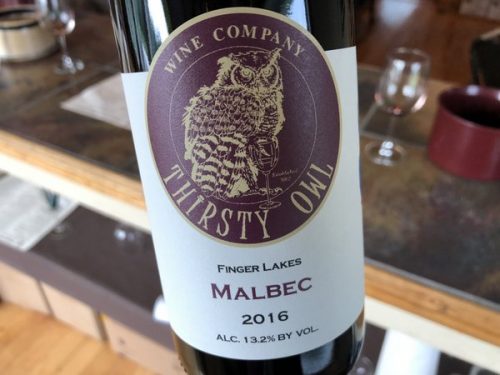 WINE COMPANY
THIRSTY OWL
FINGER LAKES
MALBEC
2016
ALC. 13.2% BY VOL.